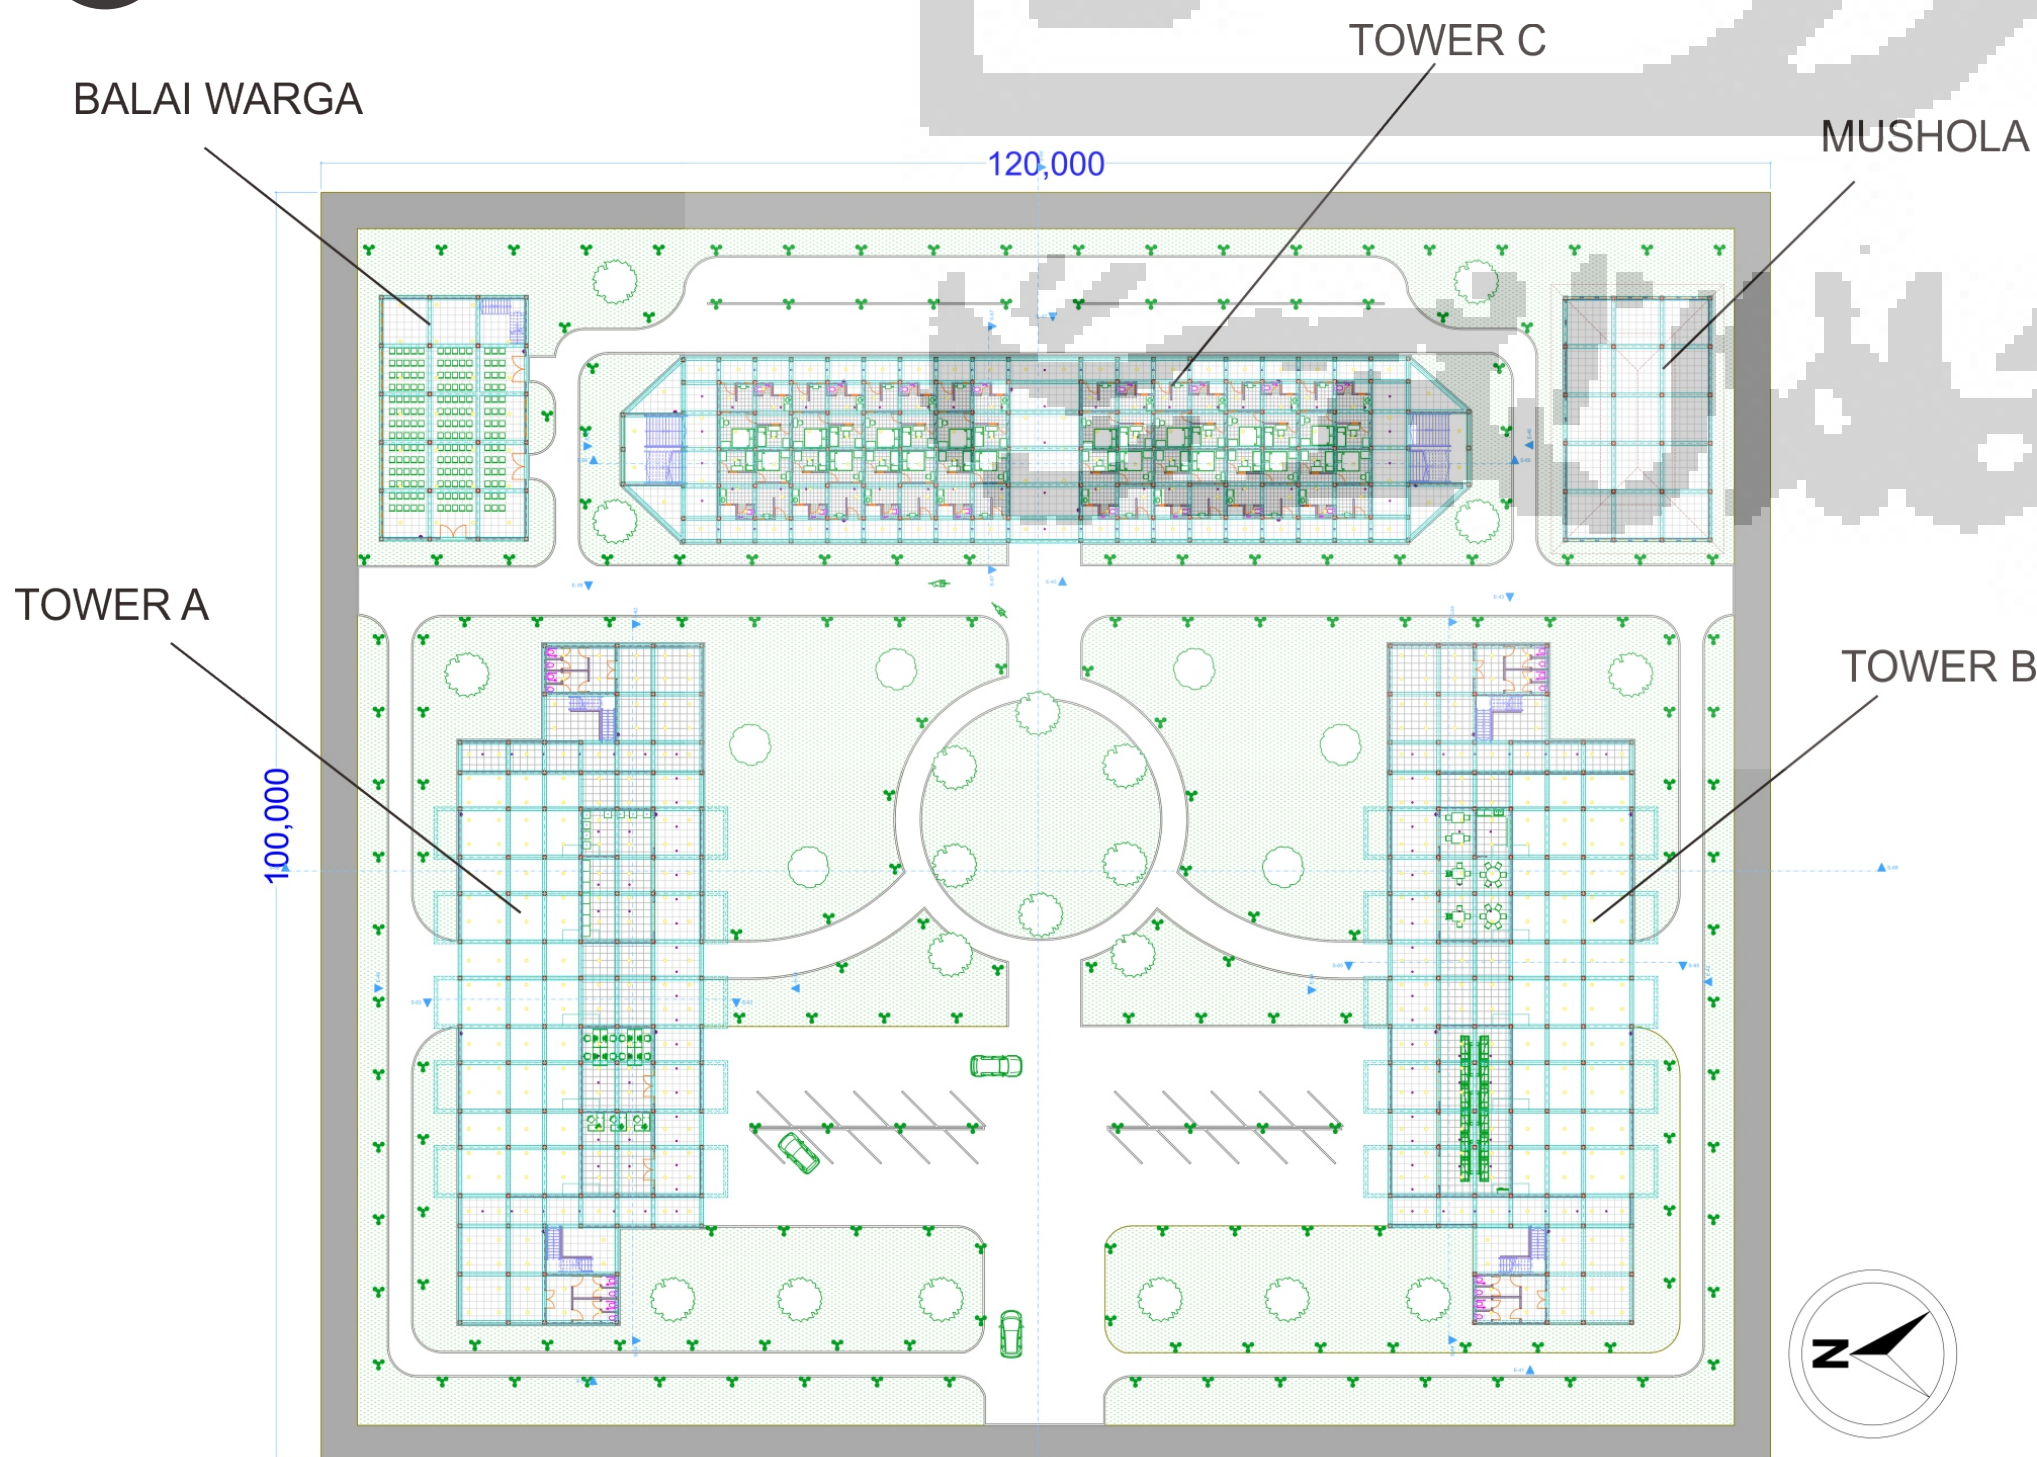 TOWER C
BALAI WARGA
MUSHOLA
120,000
TOWER A
TOWER B
100,000
N